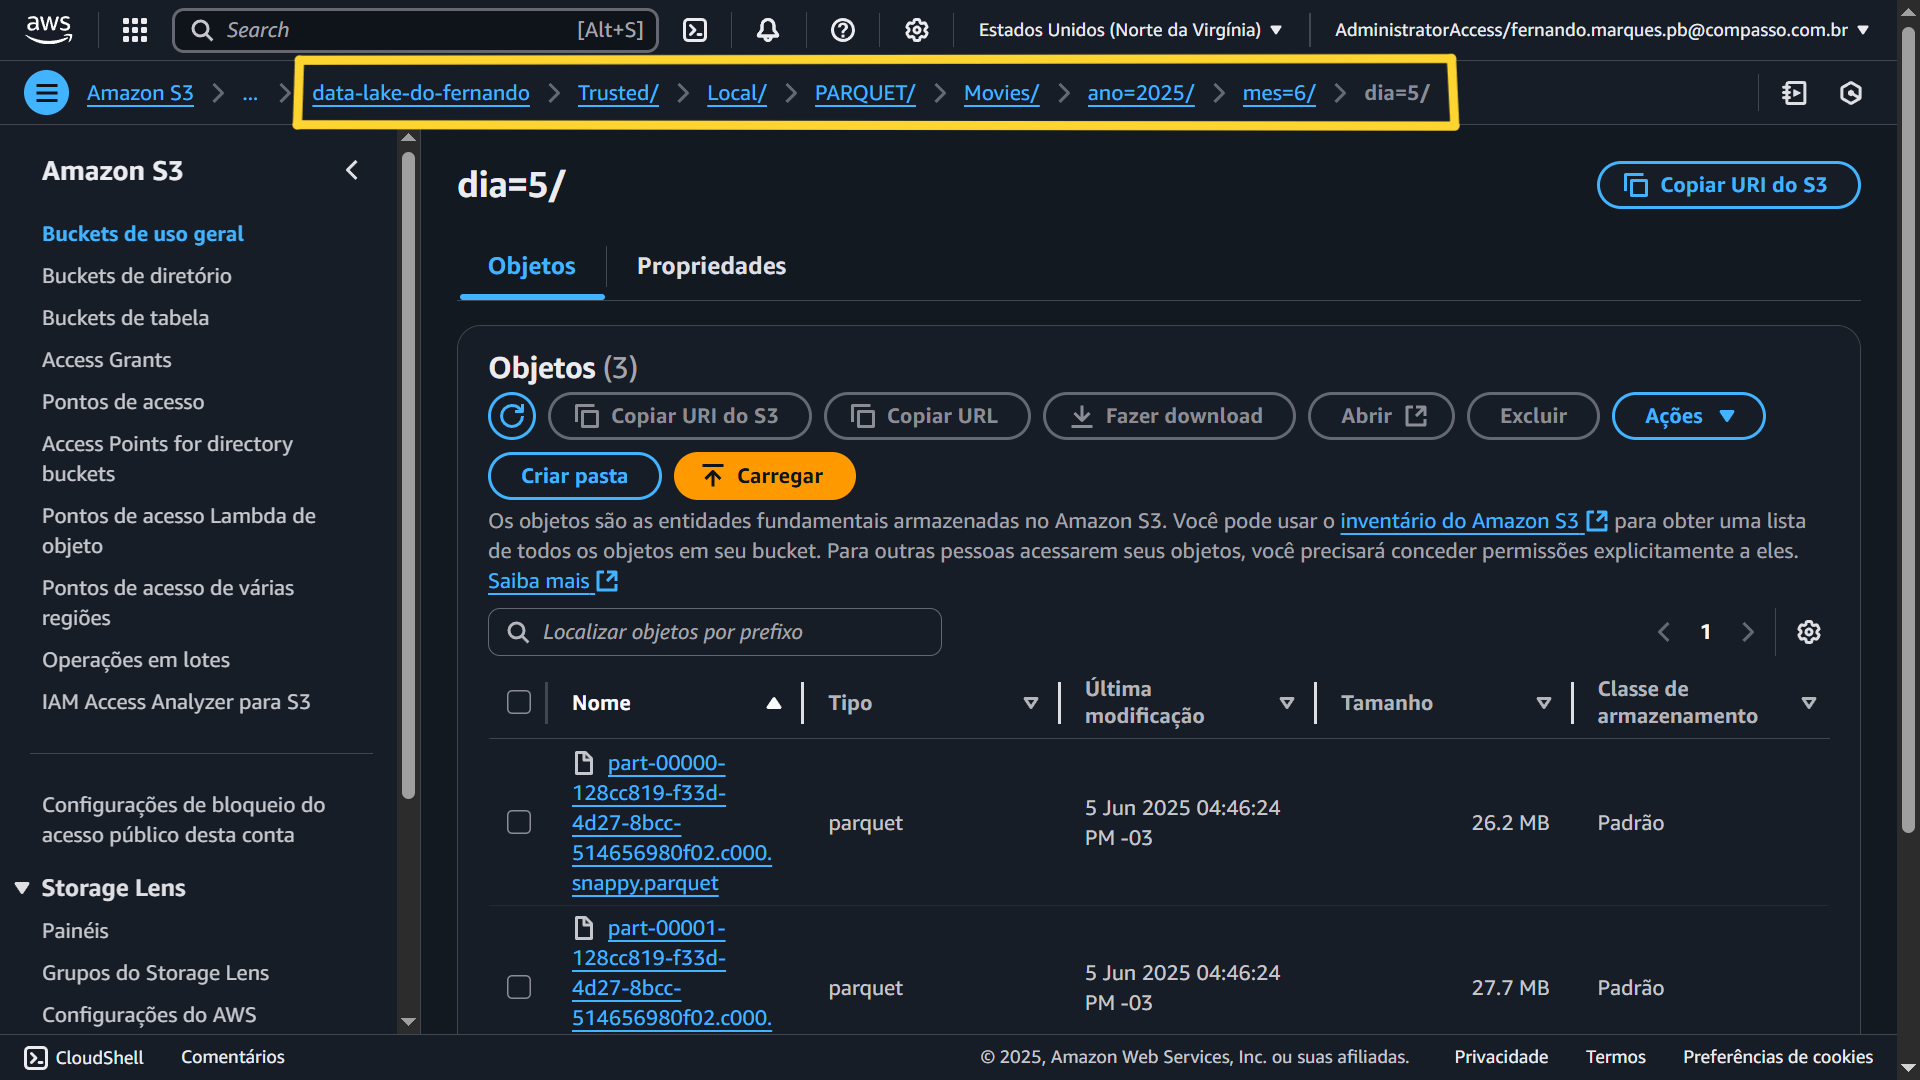 aws
Search [Alt+S]
Estados Unidos (Norte da Virgínia)
AdministratorAccess/fernando.marques.pb@compasso.com.br
Amazon S3 > ... > data-lake-do-fernando > Trusted/ > Local/ > PARQUET/ > Movies/ > ano=2025/ > mes=6/ > dia=5/
Amazon S3
Buckets de uso geral
Buckets de diretório
Buckets de tabela
Access Grants
Pontos de acesso
Access Points for directory
buckets
Pontos de acesso Lambda de
objeto
Pontos de acesso de várias
regiões
Operações em lotes
IAM Access Analyzer para S3
Configurações de bloqueio do
acesso público desta conta
Storage Lens
Painéis
Grupos do Storage Lens
Configurações do AWS
dia=5/
Copiar URI do S3
Objetos
Propriedades
Objetos (3)
Copiar URI do S3
Copiar URL
Fazer download
Abrir
Excluir
Ações
Criar pasta
Carregar
Os objetos são as entidades fundamentais armazenadas no Amazon S3. Você pode usar o inventário do Amazon S3 para obter uma lista
de todos os objetos em seu bucket. Para outras pessoas acessarem seus objetos, você precisará conceder permissões explicitamente a eles.
Saiba mais
Localizar objetos por prefixo
1
Nome
Tipo
Última
modificação
Tamanho
Classe de
armazenamento
part-00000-
128cc819-f33d-
4d27-8bcc-
514656980f02.c000.
snappy.parquet
parquet
5 Jun 2025 04:46:24
PM -03
26.2 MB
Padrão
part-00001-
128cc819-f33d-
4d27-8bcc-
514656980f02.c000.
parquet
5 Jun 2025 04:46:24
PM -03
27.7 MB
Padrão
CloudShell
Comentários
© 2025, Amazon Web Services, Inc. ou suas afiliadas.
Privacidade
Termos
Preferências de cookies